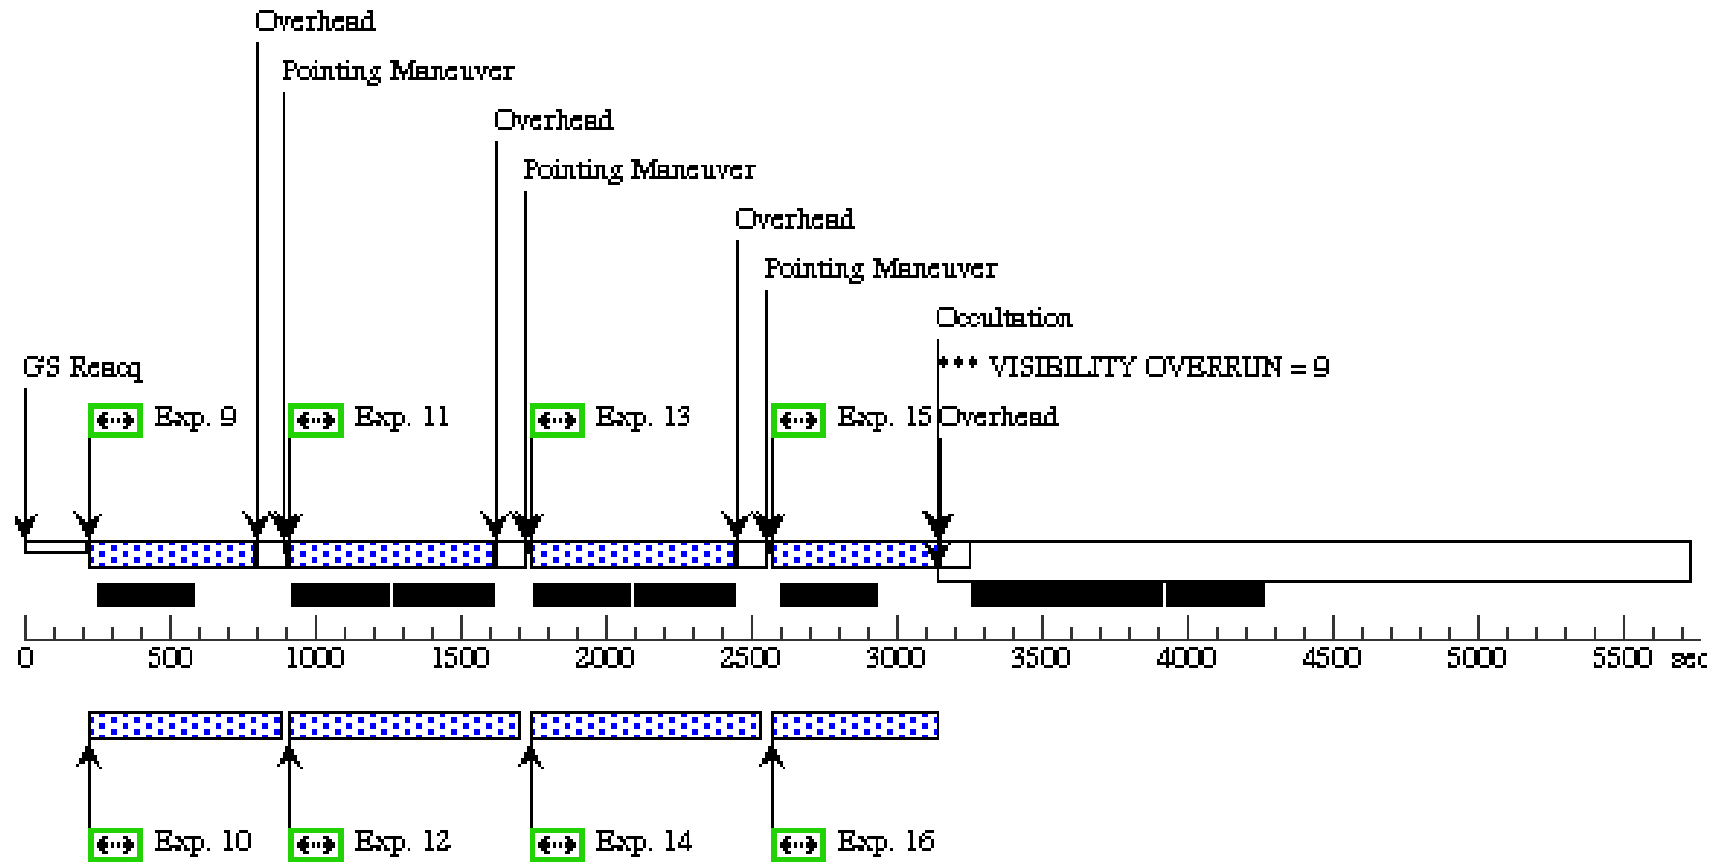 Overhead
Pointing Maneuver
Overhead
Pointing Maneuver
Overhead
Pointing Maneuver
Occultation
GS Reacq
*** VISIBILITY OVERRUN = 9
Exp. 9 Exp. 11 Exp. 13 Exp. 15 Overhead
0 500 1000 1500 2000 2500 3000 3500 4000 4500 5000 5500 sec
Exp. 10 Exp. 12 Exp. 14 Exp. 16